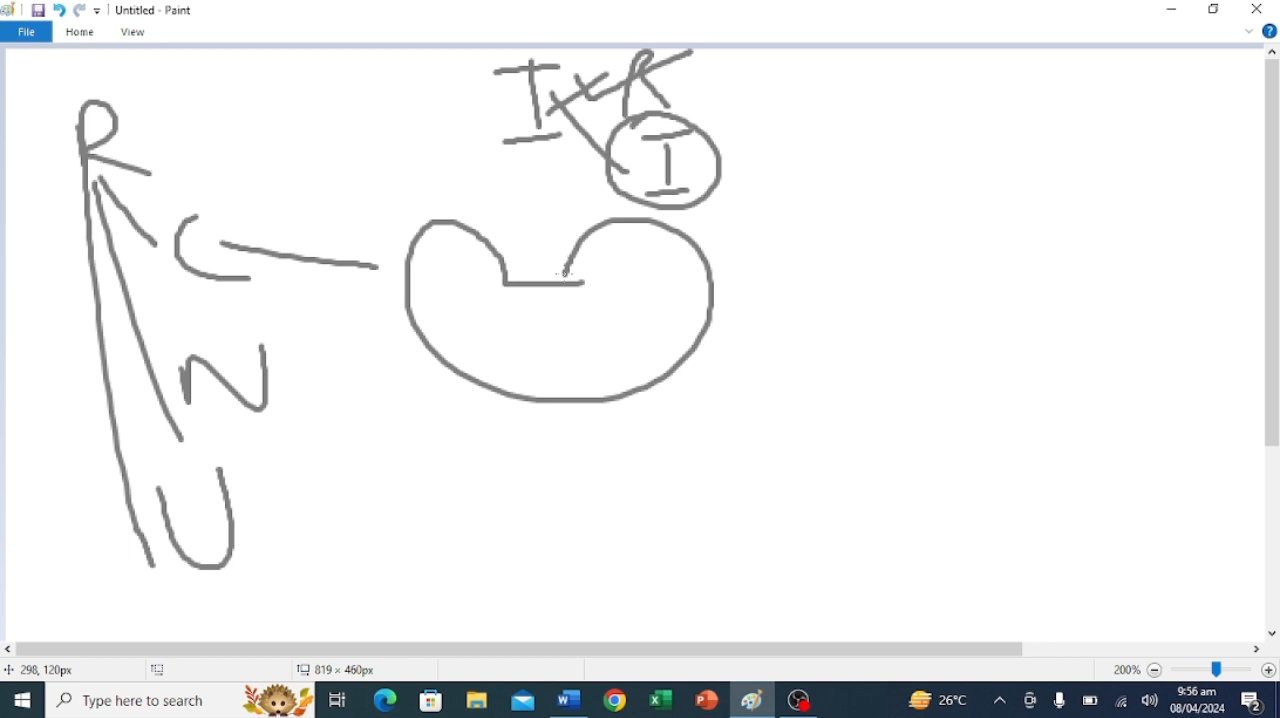 Untitled - Paint
File Home View
I × R
I
R
C
N
U
298, 120px 819 × 460px 200%
Type here to search 26°C 9:56 am
08/04/2024 2